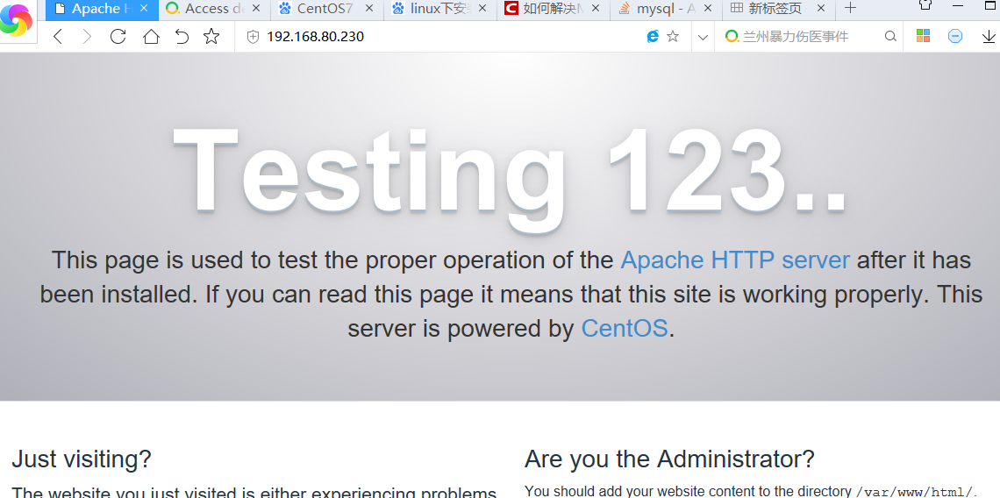 Apache H
Access de
CentOS7
linux下安
如何解决M
mysql - A
新标签页
192.168.80.230
兰州暴力伤医事件
Testing 123..
This page is used to test the proper operation of the Apache HTTP server after it has
been installed. If you can read this page it means that this site is working properly. This
server is powered by CentOS.
Just visiting?
The website you just visited is either experiencing problems
Are you the Administrator?
You should add your website content to the directory /var/www/html/.